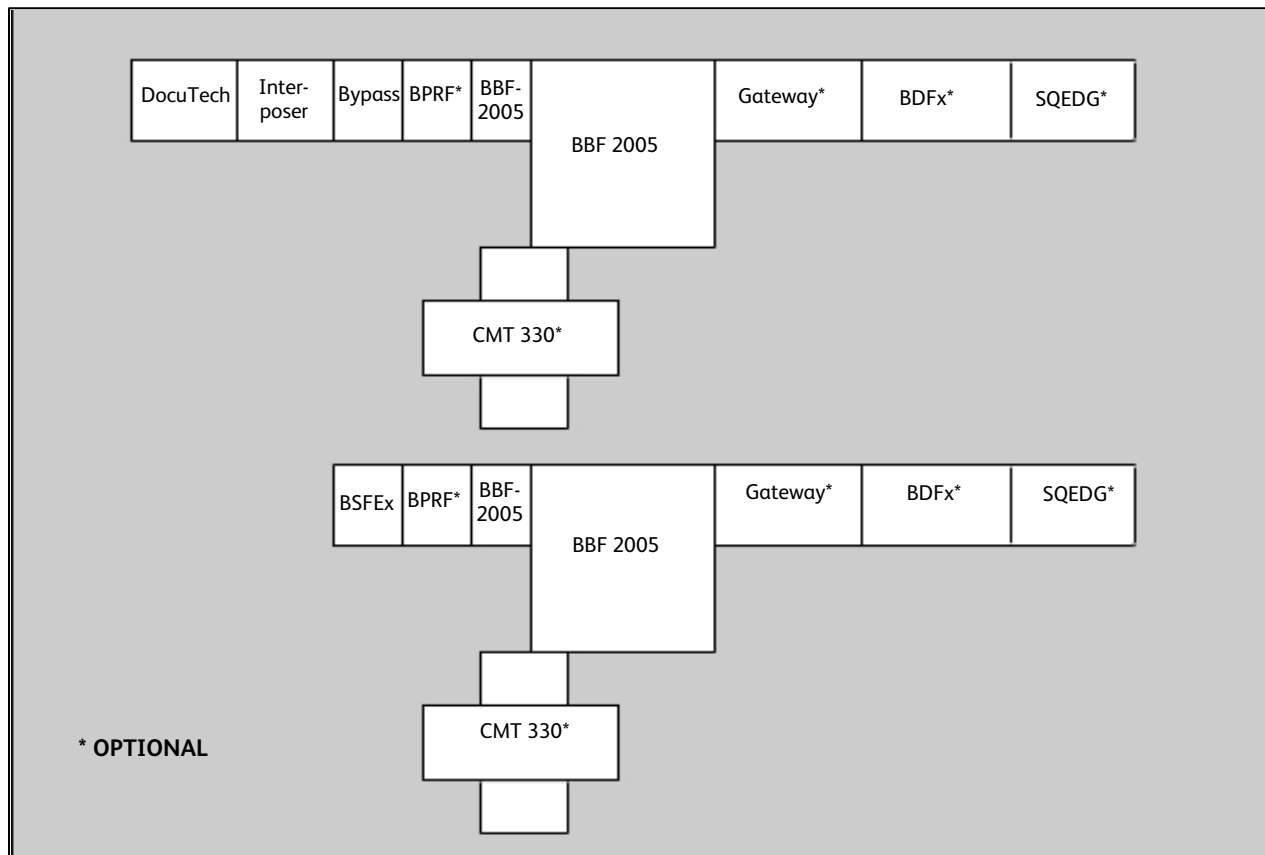 DocuTech
Inter-
poser
Bypass
BPRF*
BBF-
2005
BBF 2005
Gateway*
BDFx*
SQEDG*
CMT 330*
BSFEx
BPRF*
BBF-
2005
BBF 2005
Gateway*
BDFx*
SQEDG*
CMT 330*
* OPTIONAL